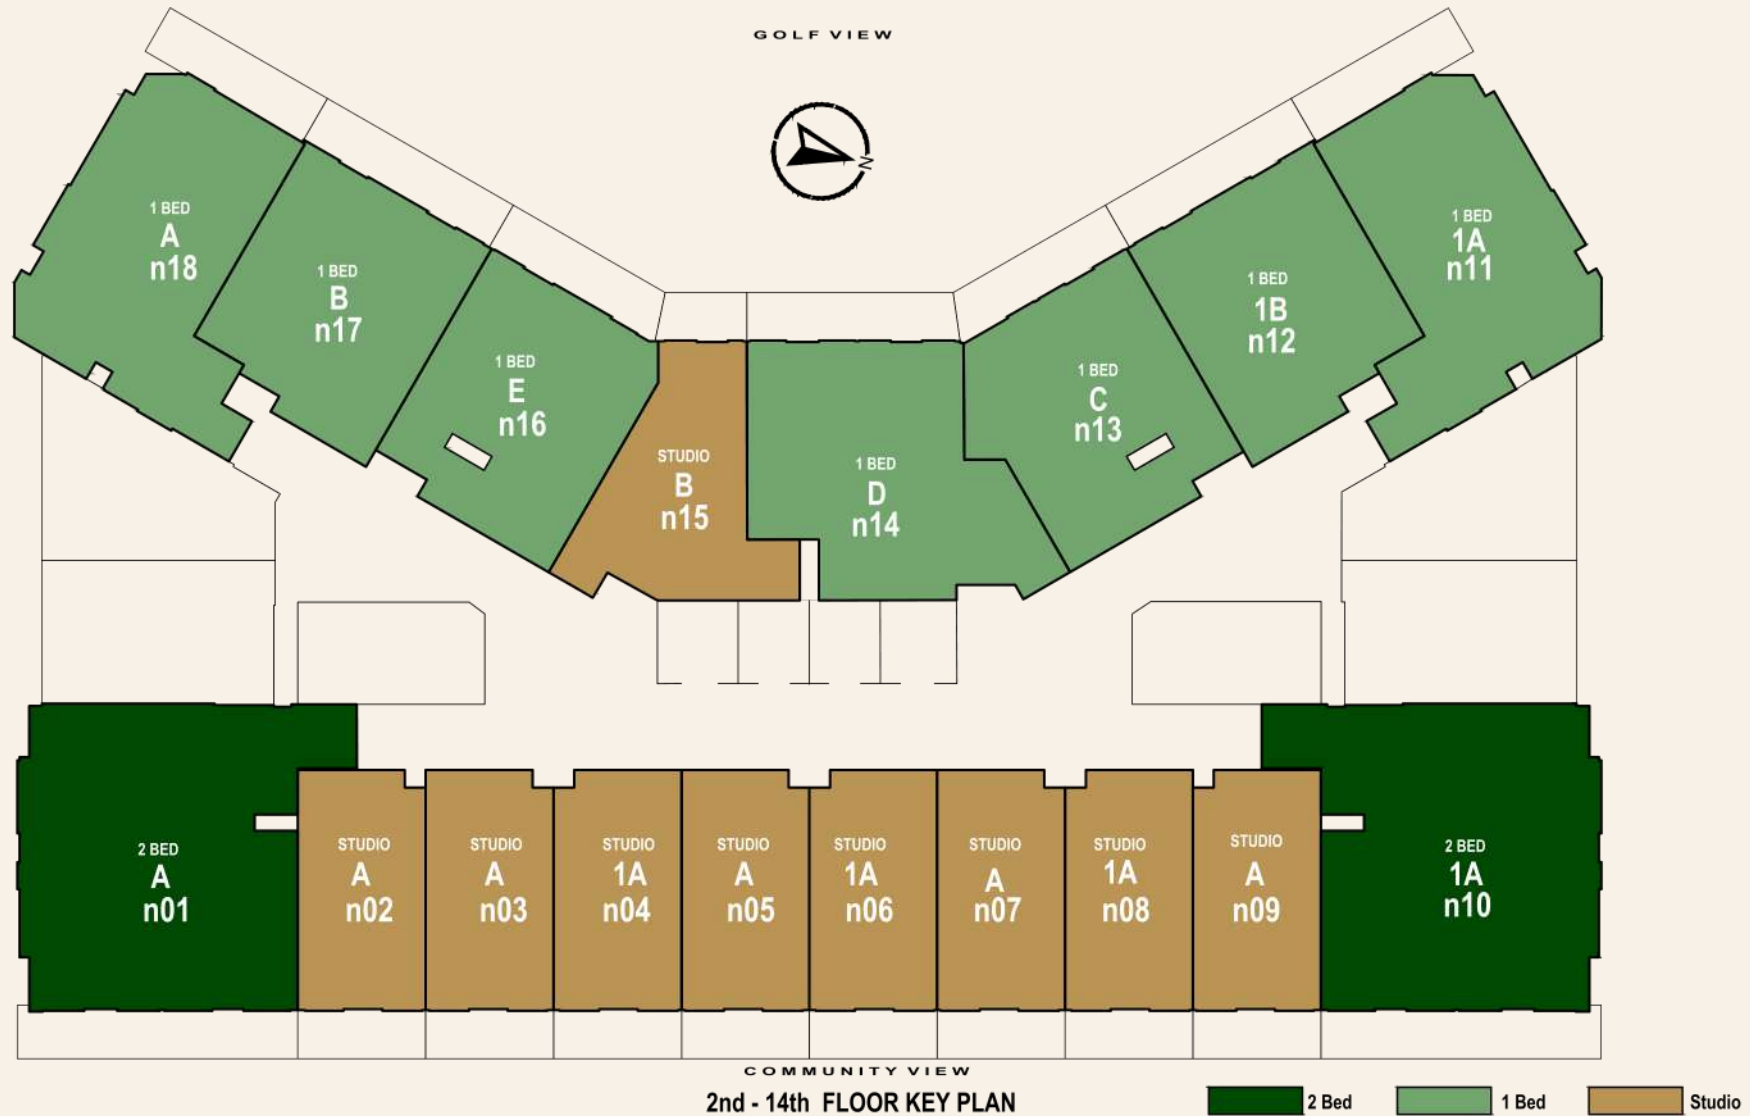 GOLF VIEW
N
1 BED
A
n18
1 BED
B
n17
1 BED
E
n16
STUDIO
B
n15
1 BED
D
n14
1 BED
C
n13
1 BED
1B
n12
1 BED
1A
n11
2 BED
A
n01
STUDIO
A
n02
STUDIO
A
n03
STUDIO
1A
n04
STUDIO
A
n05
STUDIO
1A
n06
STUDIO
A
n07
STUDIO
1A
n08
STUDIO
A
n09
2 BED
1A
n10
COMMUNITY VIEW
2nd - 14th FLOOR KEY PLAN
2 Bed
1 Bed
Studio